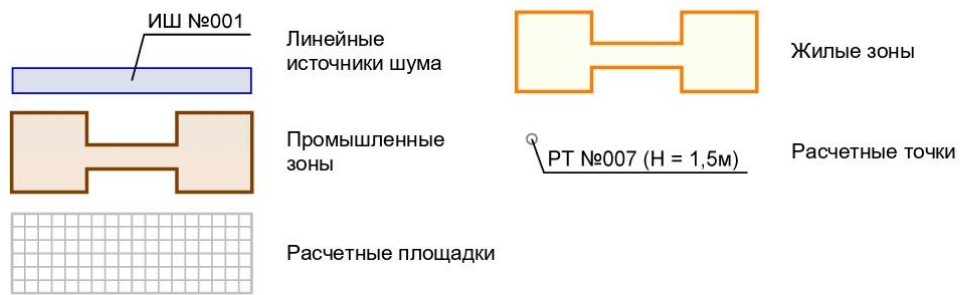 ИШ №001
Линейные
источники шума
Жилые зоны
Промышленные
зоны
РТ №007 (Н = 1,5м)
Расчетные точки
Расчетные площадки